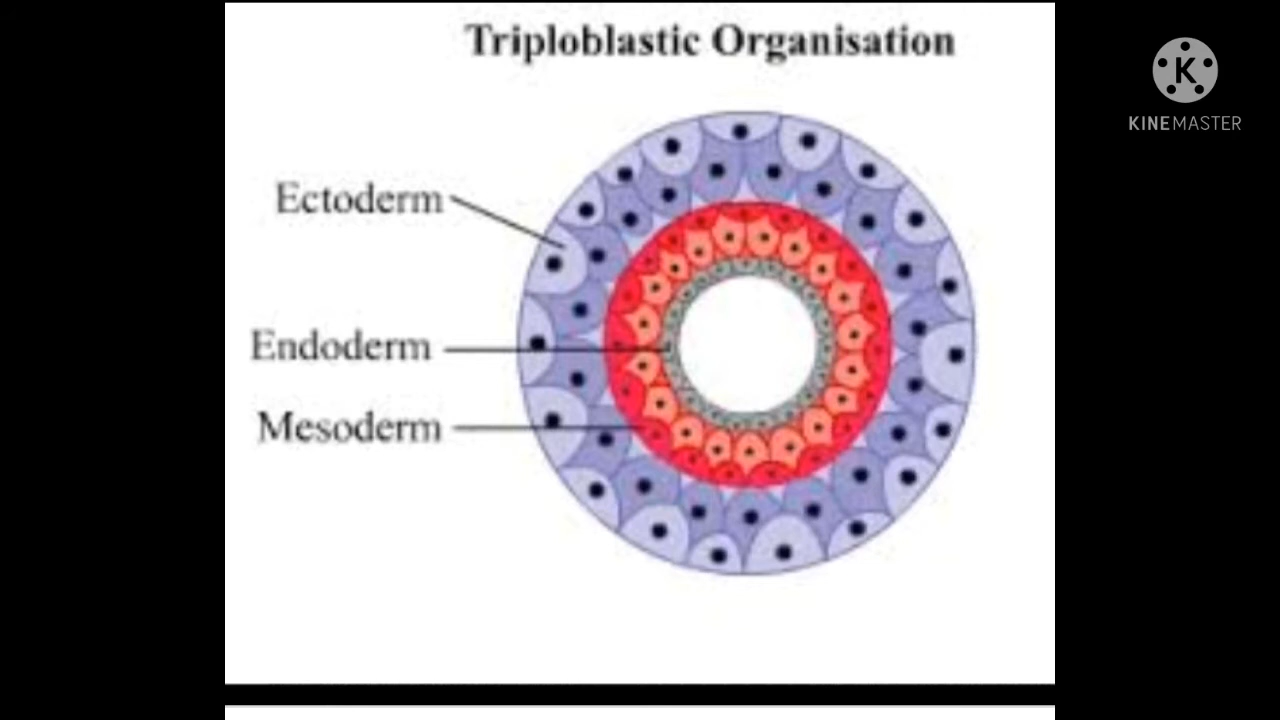 Triploblastic Organisation
KINEMASTER
Ectoderm
Endoderm
Mesoderm